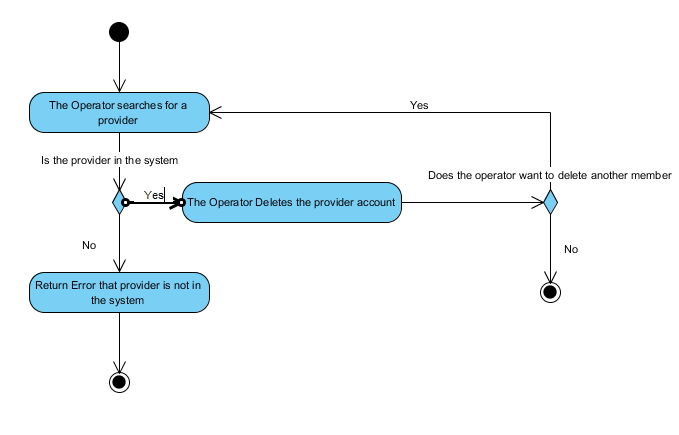 The Operator searches for a
provider
Yes
Is the provider in the system
Does the operator want to delete another member
Yes
The Operator Deletes the provider account
No
No
Return Error that provider is not in
the system